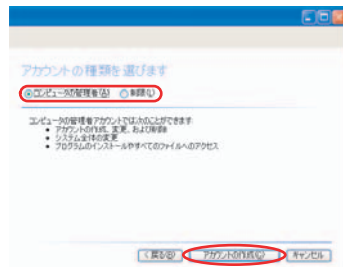 アカウントの種類を選びます
コンピュータの管理者(A) 制限(L)
コンピュータの管理者アカウントでは次のことができます:
アカウントの作成、変更、および削除
システム全体の変更
プログラムのインストールやすべてのファイルへのアクセス
< 戻る(B) アカウントの作成(C) キャンセル